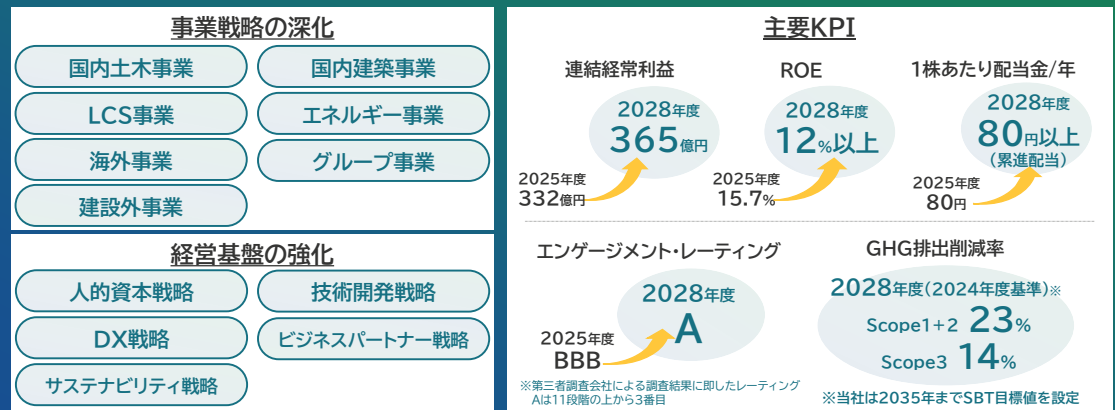 事業戦略の深化
国内土木事業
国内建築事業
LCS事業
エネルギー事業
海外事業
グループ事業
建設外事業
経営基盤の強化
人的資本戦略
技術開発戦略
DX戦略
ビジネスパートナー戦略
サステナビリティ戦略
主要KPI
連結経常利益
2028年度
365億円
2025年度
332億円
ROE
2028年度
12%以上
2025年度
15.7%
1株あたり配当金/年
2028年度
80円以上
(累進配当)
2025年度
80円
エンゲージメント・レーティング
2028年度
A
2025年度
BBB
※第三者調査会社による調査結果に即したレーティング
Aは11段階の上から3番目
GHG排出削減率
2028年度(2024年度基準)※
Scope1+2 23%
Scope3 14%
※当社は2035年までSBT目標値を設定